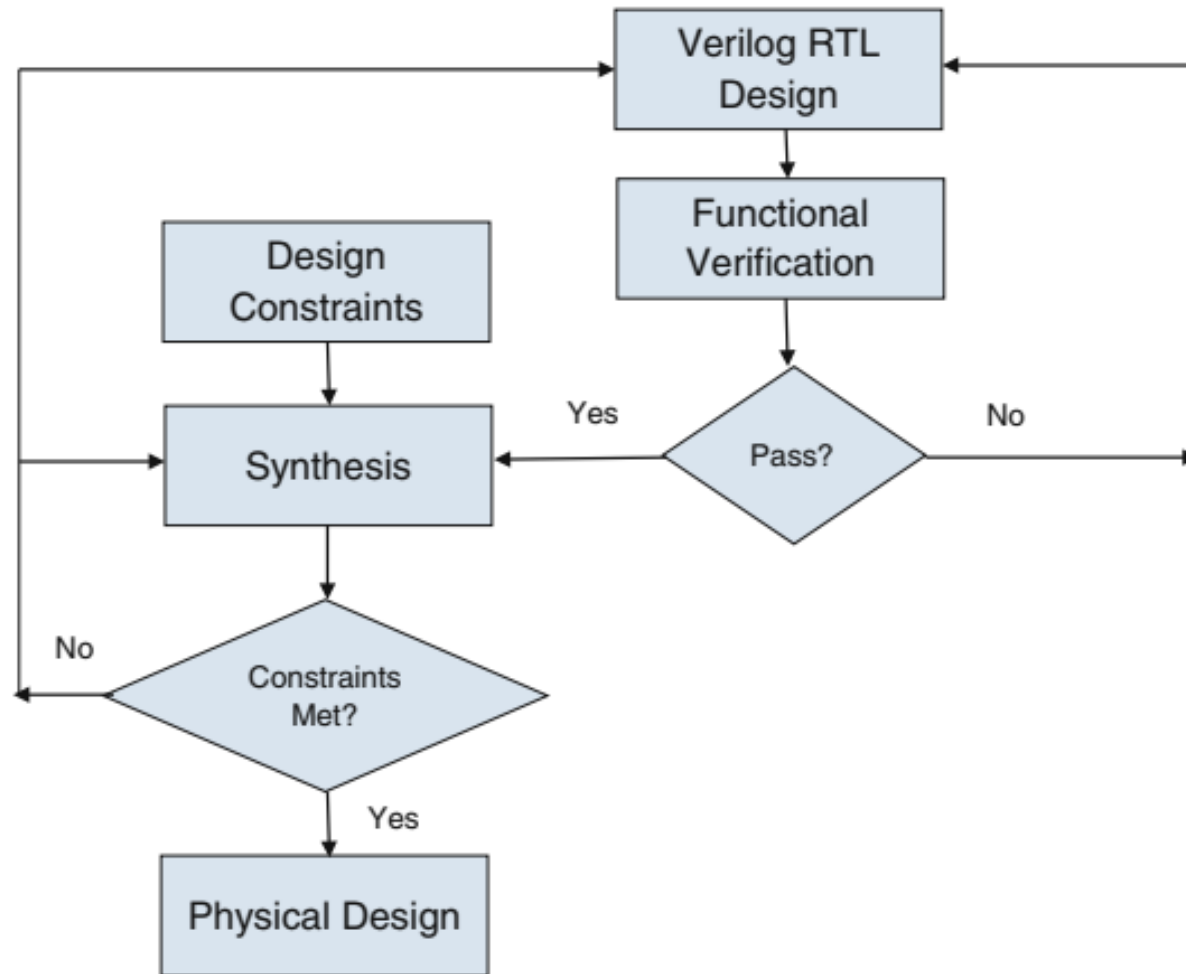 Verilog RTL
Design
Functional
Verification
Design
Constraints
Yes
No
Pass?
Synthesis
No
Constraints
Met?
Yes
Physical Design